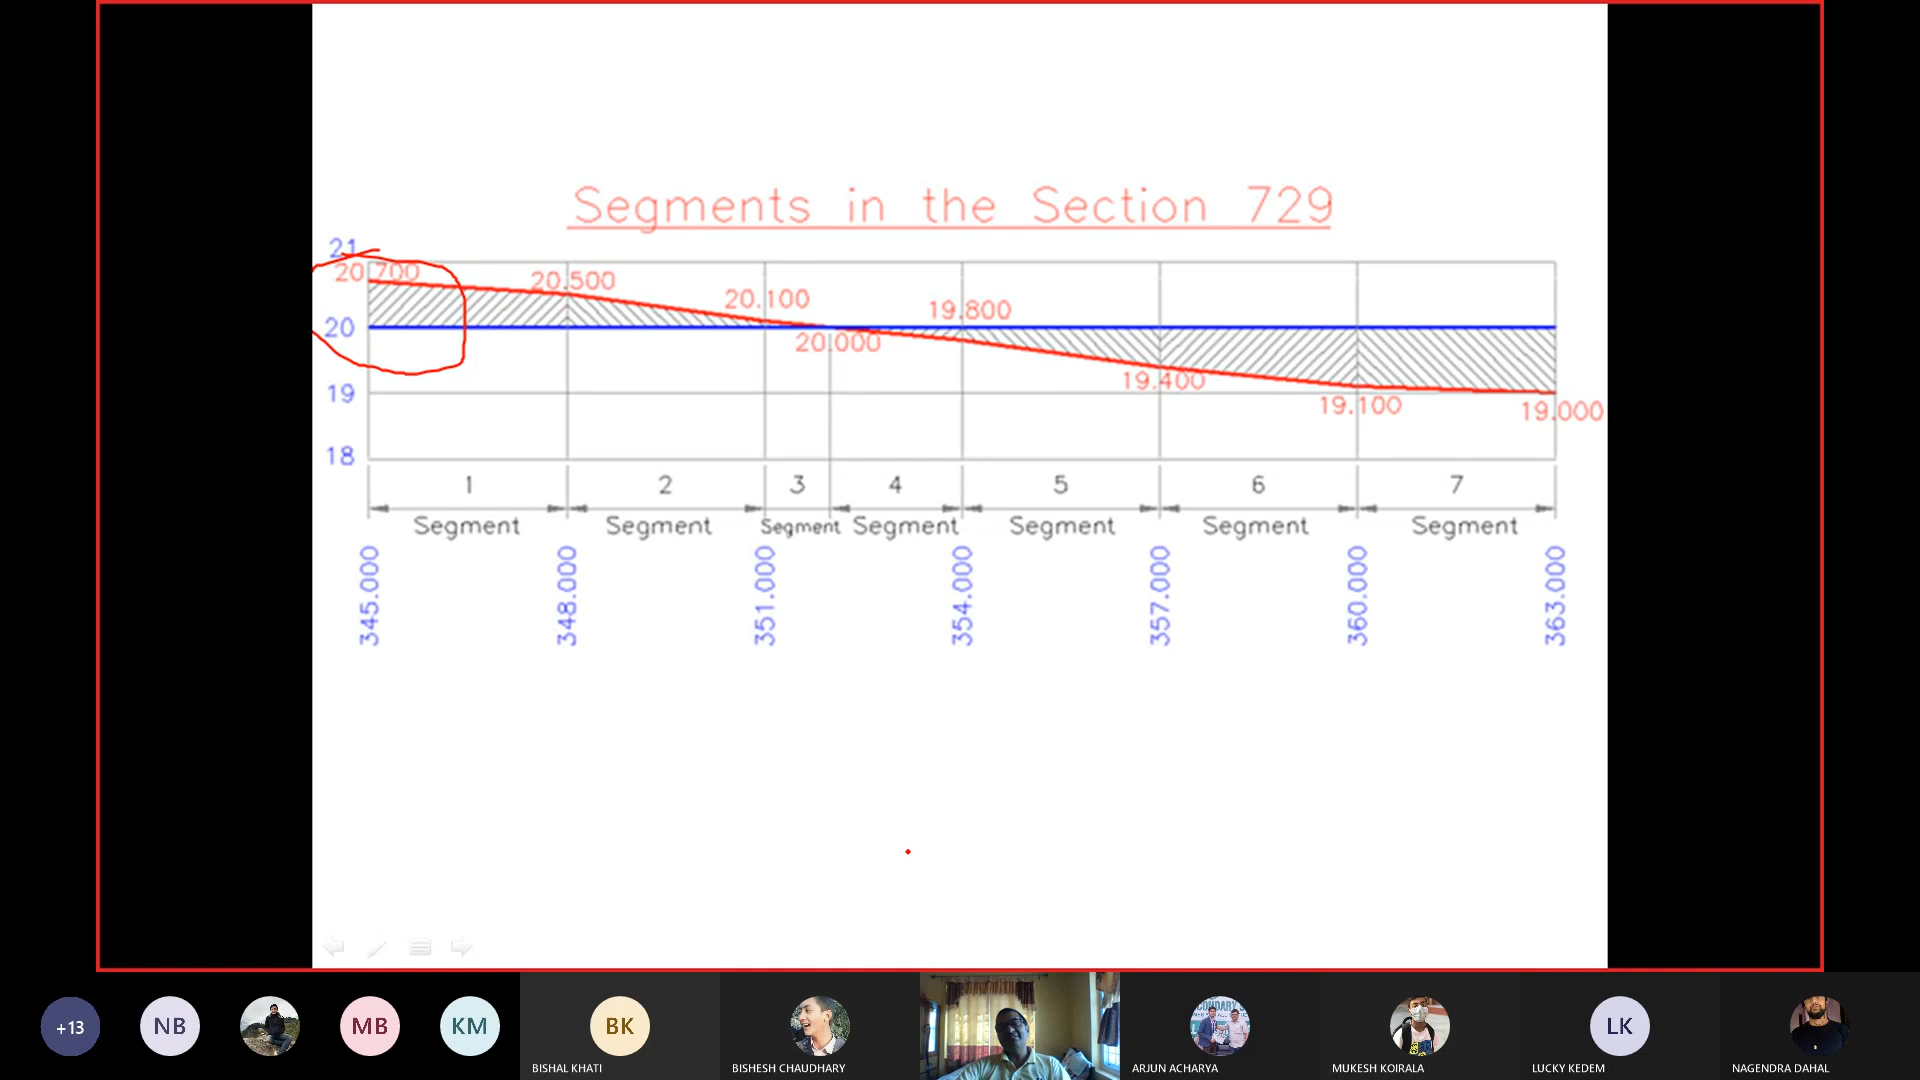 Segments in the Section 729
21
20.700
20.500
20.100
19.800
20
20.000
19.400
19
19.100
19.000
18
1
2
3
4
5
6
7
Segment
Segment
Segment
Segment
Segment
Segment
Segment
345.000
348.000
351.000
354.000
357.000
360.000
363.000
+13
NB
MB
KM
BK
LK
BISHAL KHATI
BISHESH CHAUDHARY
ARJUN ACHARYA
MUKESH KOIRALA
LUCKY KEDEM
NAGENDRA DAHAL